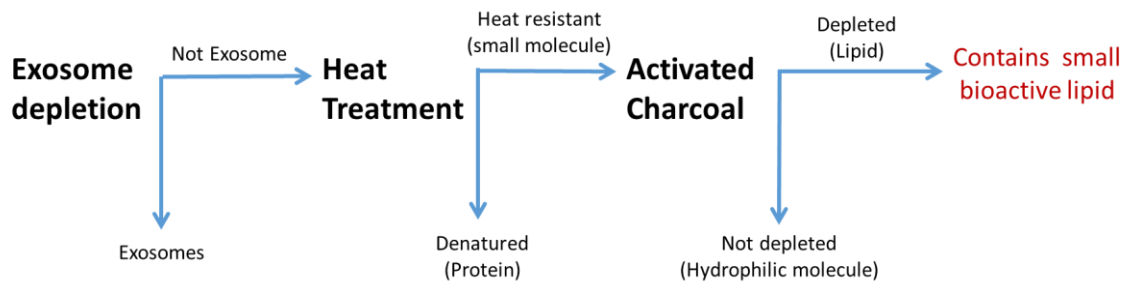 Exosome
depletion
Not Exosome
Exosomes
Heat
Treatment
Heat resistant
(small molecule)
Denatured
(Protein)
Activated
Charcoal
Depleted
(Lipid)
Not depleted
(Hydrophilic molecule)
Contains small
bioactive lipid